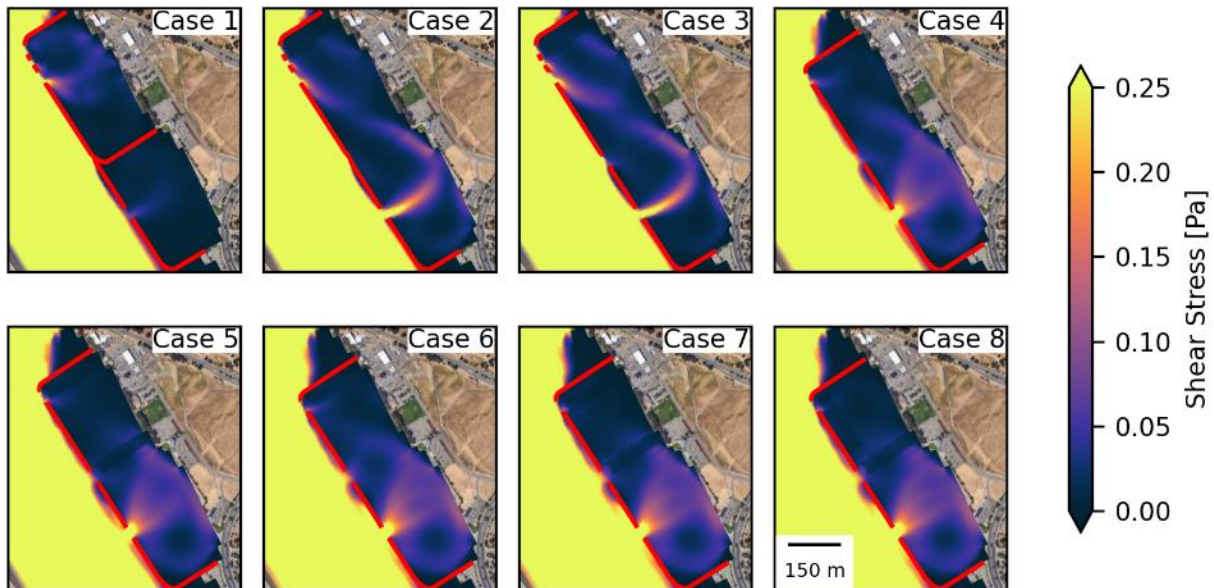 Case 1
Case 2
Case 3
Case 4
Case 5
Case 6
Case 7
Case 8
150 m
0.25
0.20
0.15
0.10
0.05
0.00
Shear Stress [Pa]